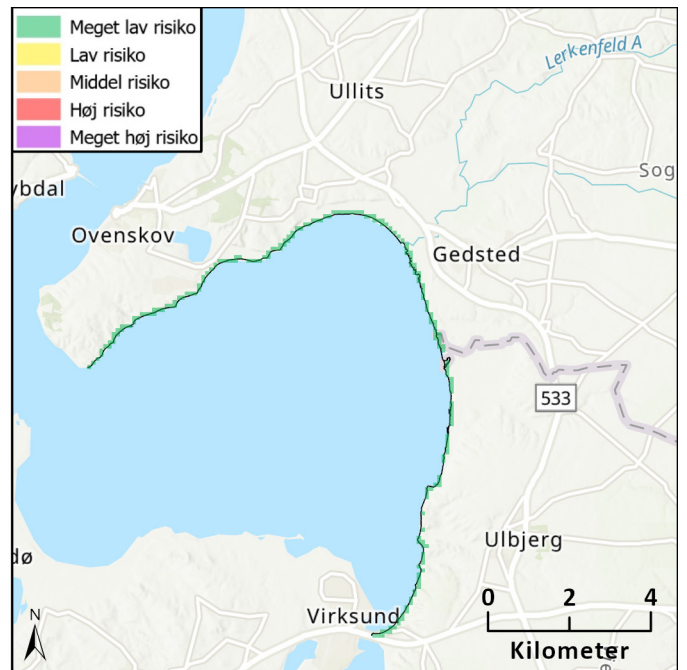 Meget lav risiko
Lav risiko
Middel risiko
Høj risiko
Meget høj risiko
Lerkenfeld A
Ullits
Sog
Ovenskov
Gedsted
533
Ulbjerg
Virksund
0 2 4
Kilometer
N